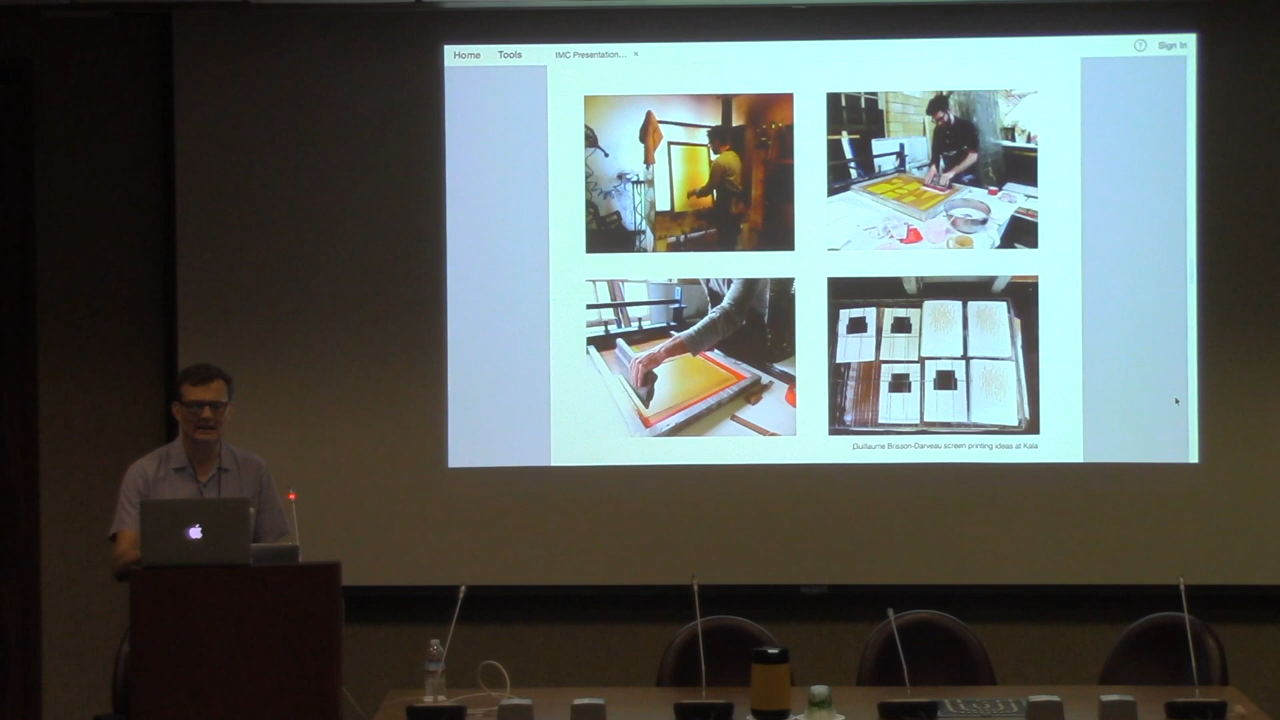 Home Tools IMC Presentation... × ? Sign In
Guillaume Brisson-Darveau screen printing ideas at Kala